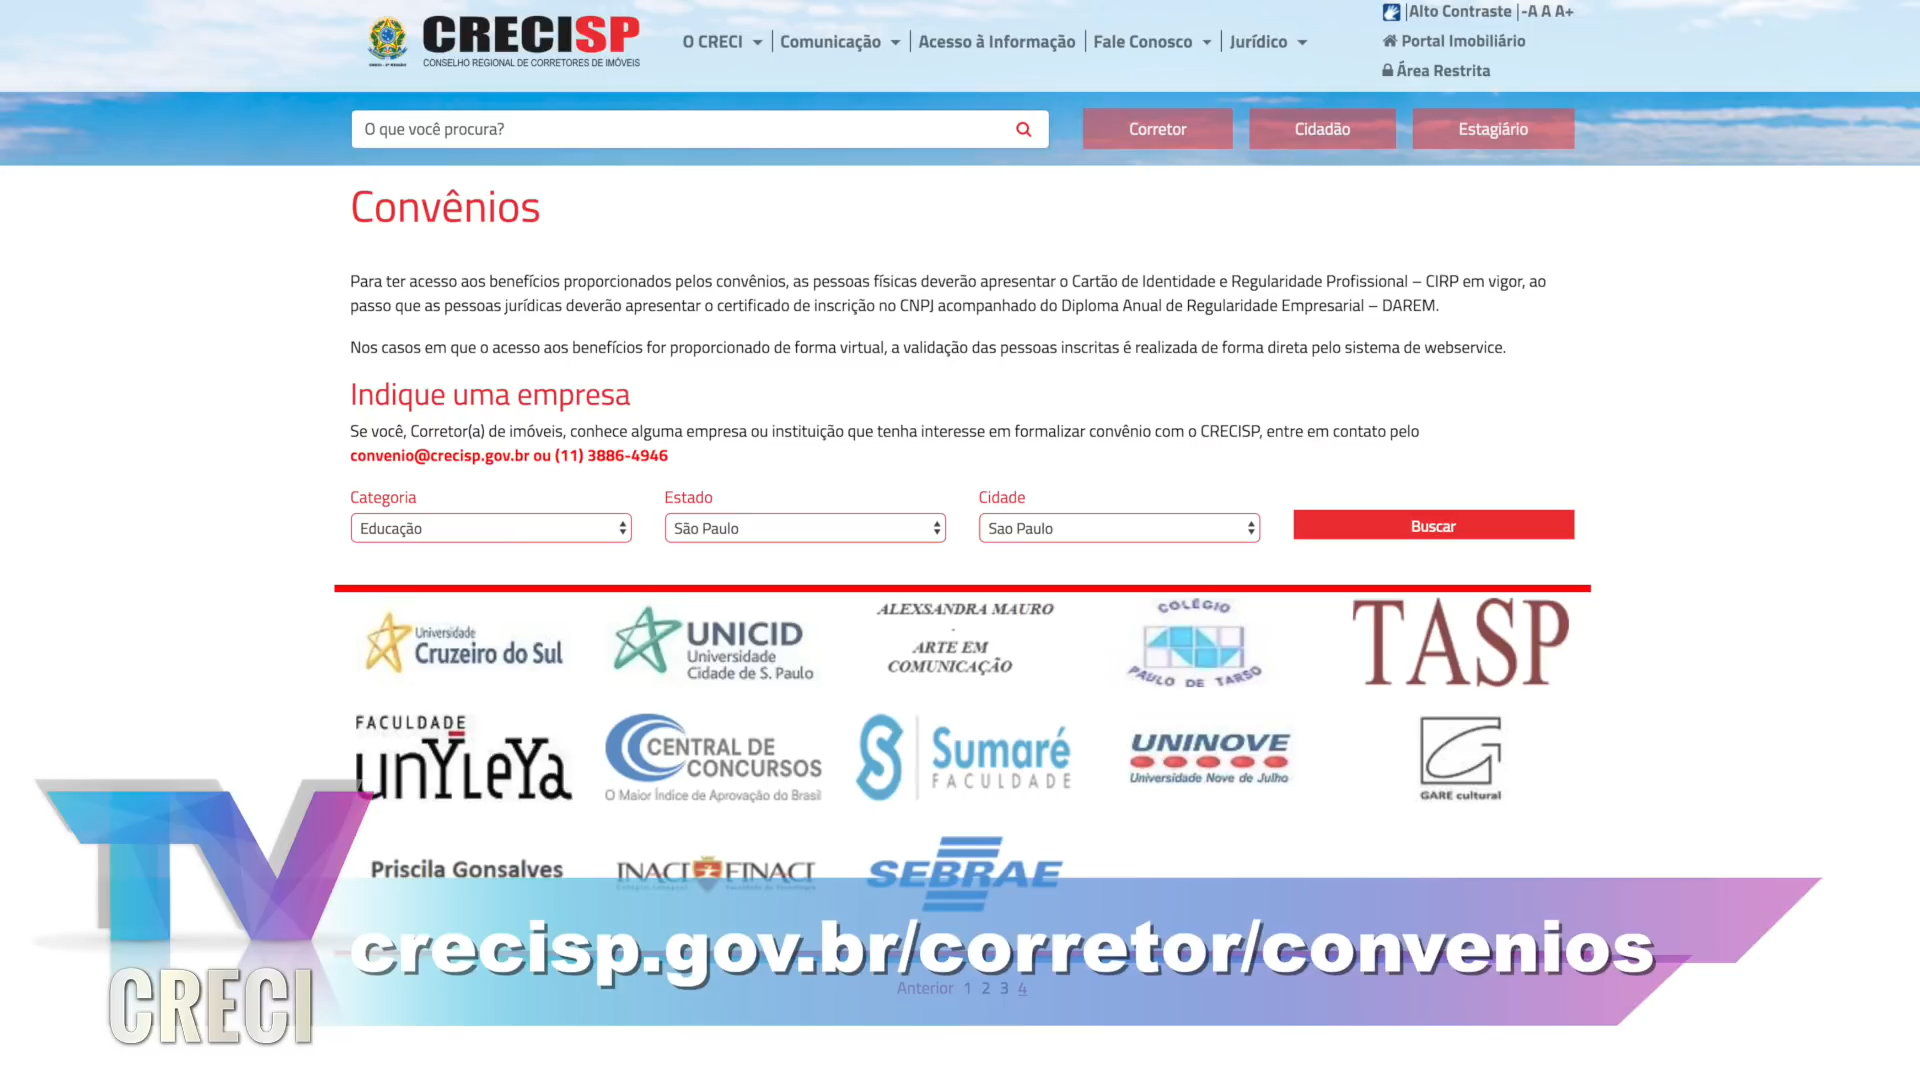 CRECISP
CONSELHO REGIONAL DE CORRETORES DE IMÓVEIS
O CRECI
Comunicação
Acesso à Informação
Fale Conosco
Jurídico
Alto Contraste |-A A A+
Portal Imobiliário
Área Restrita
O que você procura?
Corretor
Cidadão
Estagiário
Convênios
Para ter acesso aos benefícios proporcionados pelos convênios, as pessoas físicas deverão apresentar o Cartão de Identidade e Regularidade Profissional – CIRP em vigor, ao
passo que as pessoas jurídicas deverão apresentar o certificado de inscrição no CNPJ acompanhado do Diploma Anual de Regularidade Empresarial – DAREM.
Nos casos em que o acesso aos benefícios for proporcionado de forma virtual, a validação das pessoas inscritas é realizada de forma direta pelo sistema de webservice.
Indique uma empresa
Se você, Corretor(a) de imóveis, conhece alguma empresa ou instituição que tenha interesse em formalizar convênio com o CRECISP, entre em contato pelo
convenio@crecisp.gov.br ou (11) 3886-4946
Categoria
Estado
Cidade
Educação
São Paulo
Sao Paulo
Buscar
Universidade
Cruzeiro do Sul
UNICID
Universidade
Cidade de S. Paulo
ALEXSANDRA MAURO
-
ARTE EM
COMUNICAÇÃO
COLÉGIO
PAULO DE TARSO
TASP
FACULDADE
unYLeYa
CENTRAL DE
CONCURSOS
O Maior Índice de Aprovação do Brasil
Sumaré
FACULDADE
UNINOVE
Universidade Nove de Julho
GARE cultural
Priscila Gonsalves
INACI FINACI
SEBRAE
TV
CRECI
crecisp.gov.br/corretor/convenios
Anterior 1 2 3 4